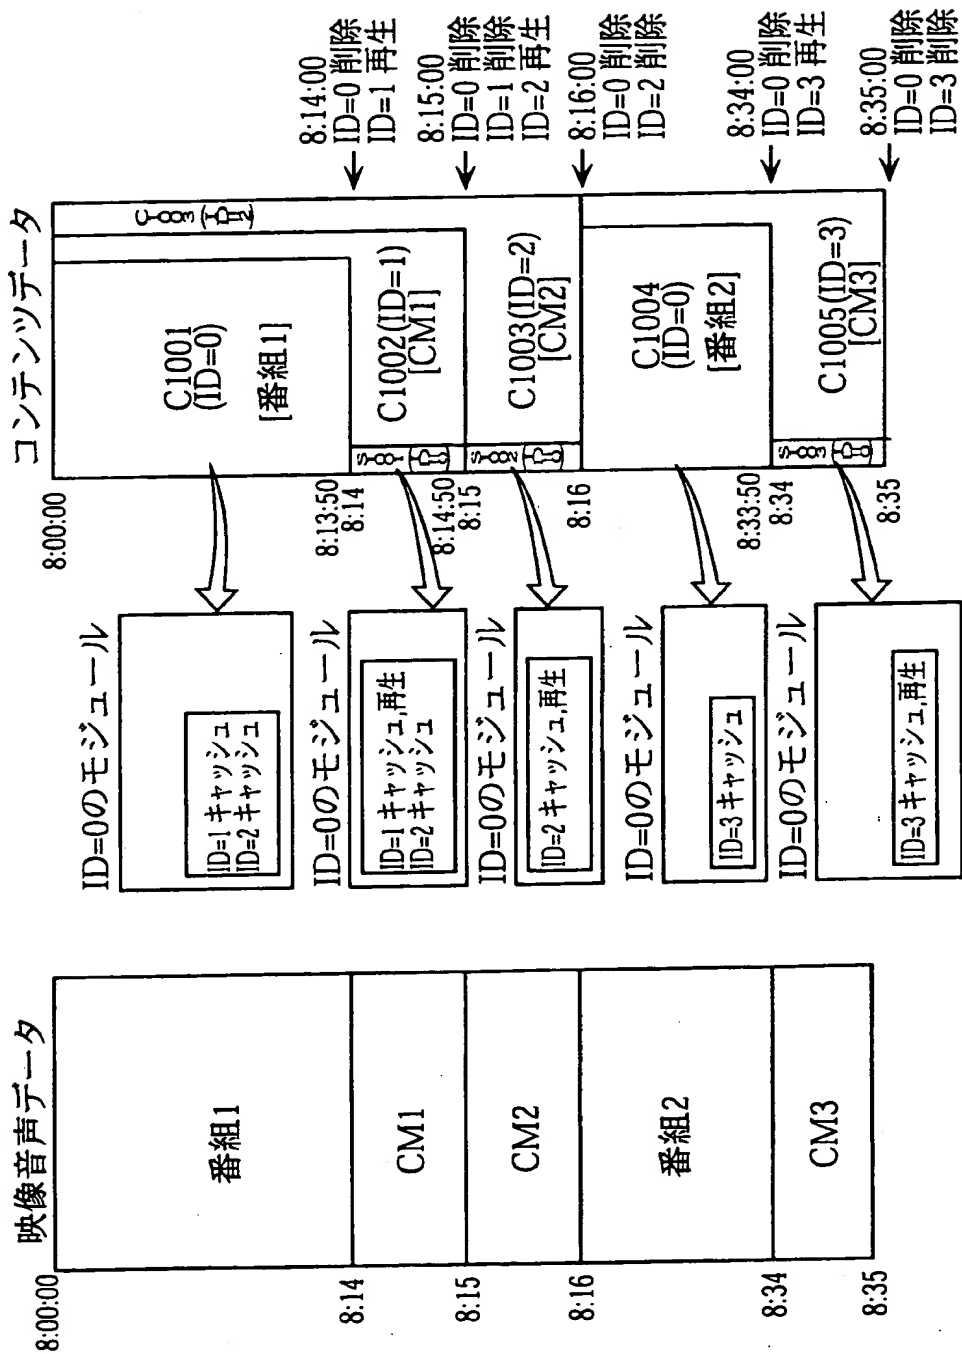 映像音声データ
8:00:00
番組1
8:14
CM1
8:15
CM2
8:16
番組2
8:34
CM3
8:35
ID=0のモジュール
ID=1 キャッシュ
ID=2 キャッシュ
ID=0のモジュール
ID=1 キャッシュ,再生
ID=2 キャッシュ
ID=0のモジュール
ID=2 キャッシュ,再生
ID=0のモジュール
ID=3 キャッシュ
ID=0のモジュール
ID=3 キャッシュ,再生
コンテンツデータ
8:00:00
C1001
(ID=0)
[番組1]
8:13:50
8:14
C1002(ID=1)
[CM1]
8:14:50
8:15
C1003(ID=2)
[CM2]
8:16
C1004
(ID=0)
[番組2]
8:33:50
8:34
C1005(ID=3)
[CM3]
8:35
8:14:00
ID=0 削除
ID=1 再生
8:15:00
ID=0 削除
ID=1 削除
ID=2 再生
8:16:00
ID=0 削除
ID=2 削除
8:34:00
ID=0 削除
ID=3 再生
8:35:00
ID=0 削除
ID=3 削除